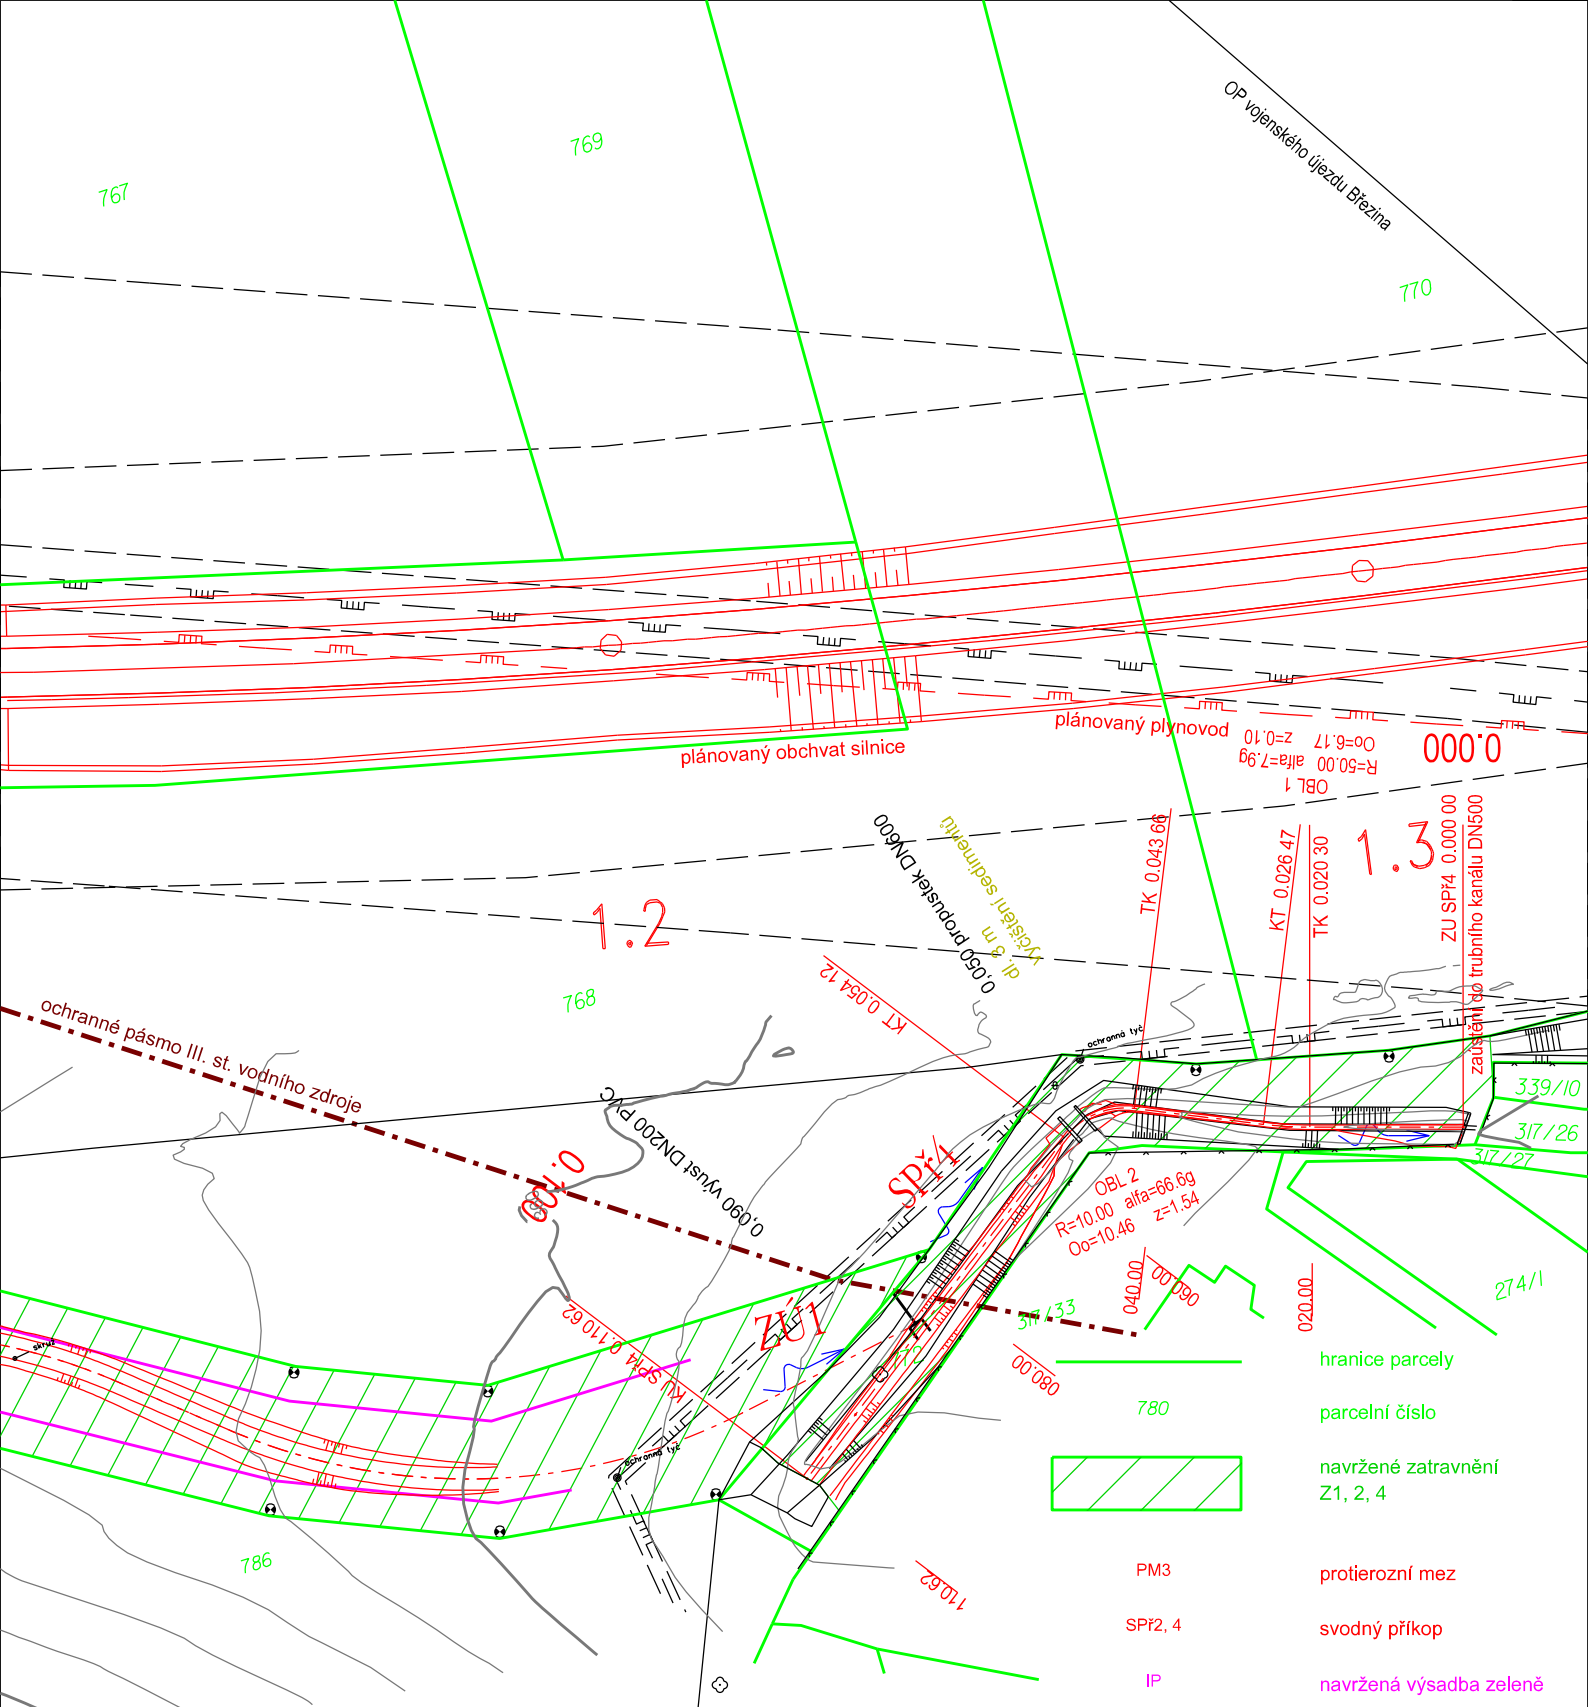 OP vojenského újezdu Březina
769
767
770
plánovaný obchvat silnice
plánovaný plynovod
OBL 1
R=50.00 alfa=7.9g
Oo=6.17 z=0.10
0.000
1.2
1.3
768
0,050 propustek DN600
dl. 3 m
vyčištění sedimentů
KT 0.054 12
TK 0.043 66
KT 0.026 47
TK 0.020 30
ZU SPř4 0.000 00
zaústění do trubního kanálu DN500
ochranné pásmo III. st. vodního zdroje
ochranná tyč
339/10
317/26
317/27
0,090 výust DN200 PVC
0.100
SPř4
OBL 2
R=10.00 alfa=66.6g
Oo=10.46 z=1.54
040.00
060.00
020.00
274/1
317/33
ZÚ1
KU SPř4 0.110 62
skruž
080.00
ochranná tyč
110.62
786
hranice parcely
780
parcelní číslo
navržené zatravnění
Z1, 2, 4
PM3
protierozní mez
SPř2, 4
svodný příkop
IP
navržená výsadba zeleně